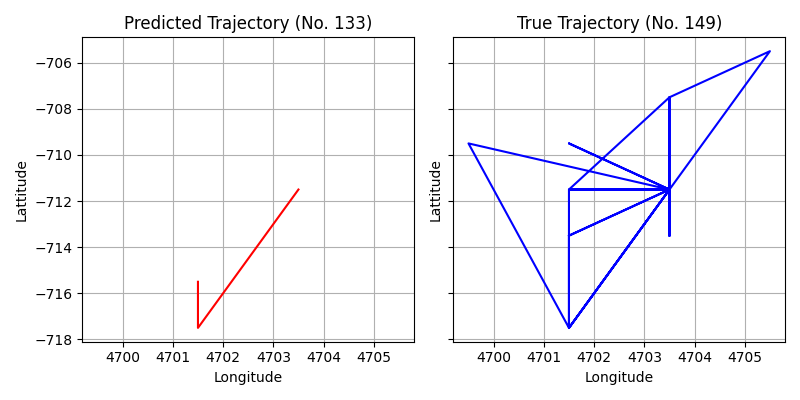 Predicted Trajectory (No. 133)
True Trajectory (No. 149)
−706
−708
−710
−712
−714
−716
−718
Lattitude
Lattitude
4700 4701 4702 4703 4704 4705
4700 4701 4702 4703 4704 4705
Longitude
Longitude